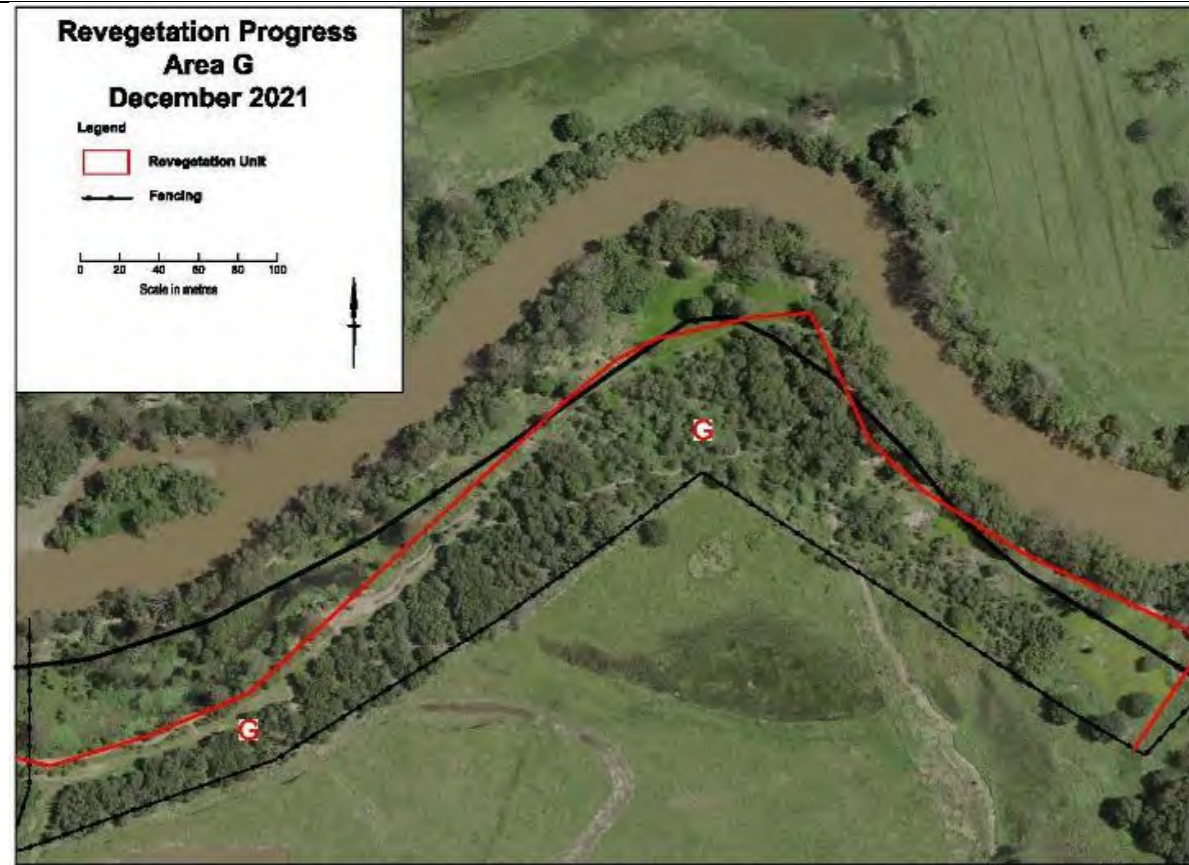 Revegetation Progress
Area G
December 2021
Legend
Revegetation Unit
Fencing
0 20 40 60 80 100
Scale in metres
G
G